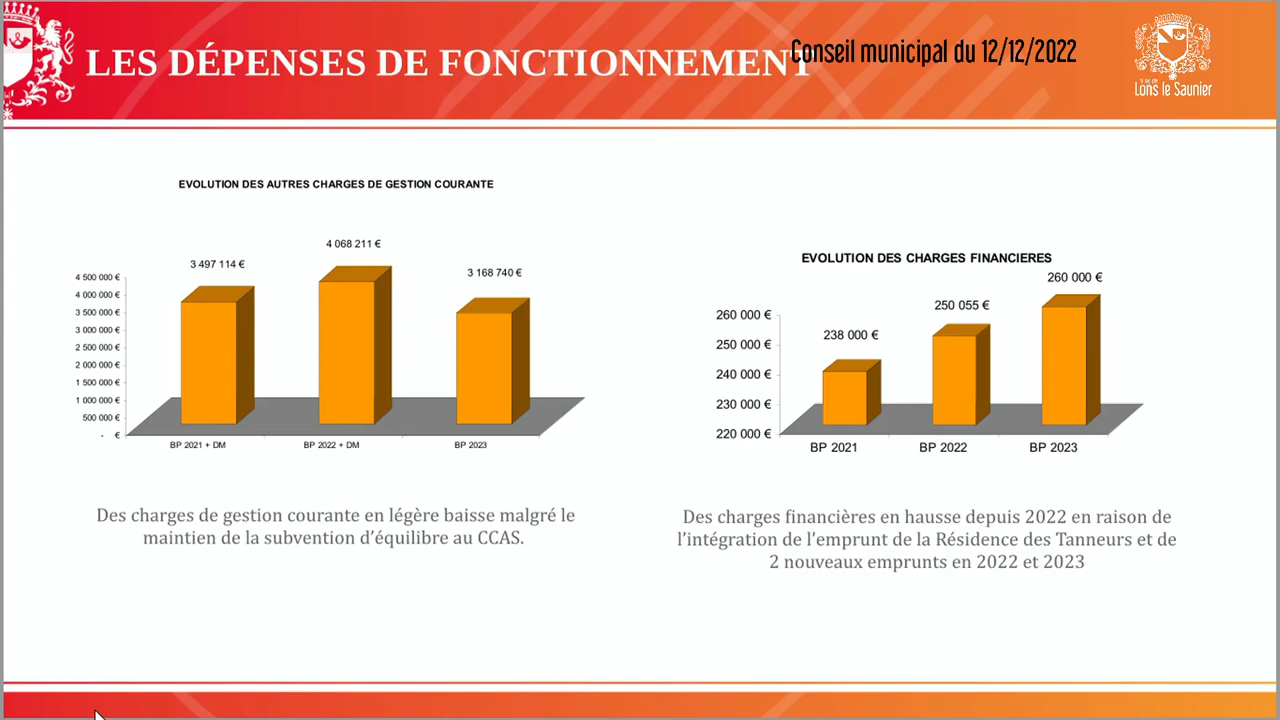 LES DÉPENSES DE FONCTIONNEMENT
Conseil municipal du 12/12/2022
Lons le Saunier
EVOLUTION DES AUTRES CHARGES DE GESTION COURANTE
4 068 211 €
3 497 114 €
3 168 740 €
4 500 000 €
4 000 000 €
3 500 000 €
3 000 000 €
2 500 000 €
2 000 000 €
1 500 000 €
1 000 000 €
500 000 €
- €
BP 2021 + DM
BP 2022 + DM
BP 2023
Des charges de gestion courante en légère baisse malgré le
maintien de la subvention d’équilibre au CCAS.
EVOLUTION DES CHARGES FINANCIERES
260 000 €
250 055 €
238 000 €
260 000 €
250 000 €
240 000 €
230 000 €
220 000 €
BP 2021
BP 2022
BP 2023
Des charges financières en hausse depuis 2022 en raison de
l’intégration de l’emprunt de la Résidence des Tanneurs et de
2 nouveaux emprunts en 2022 et 2023